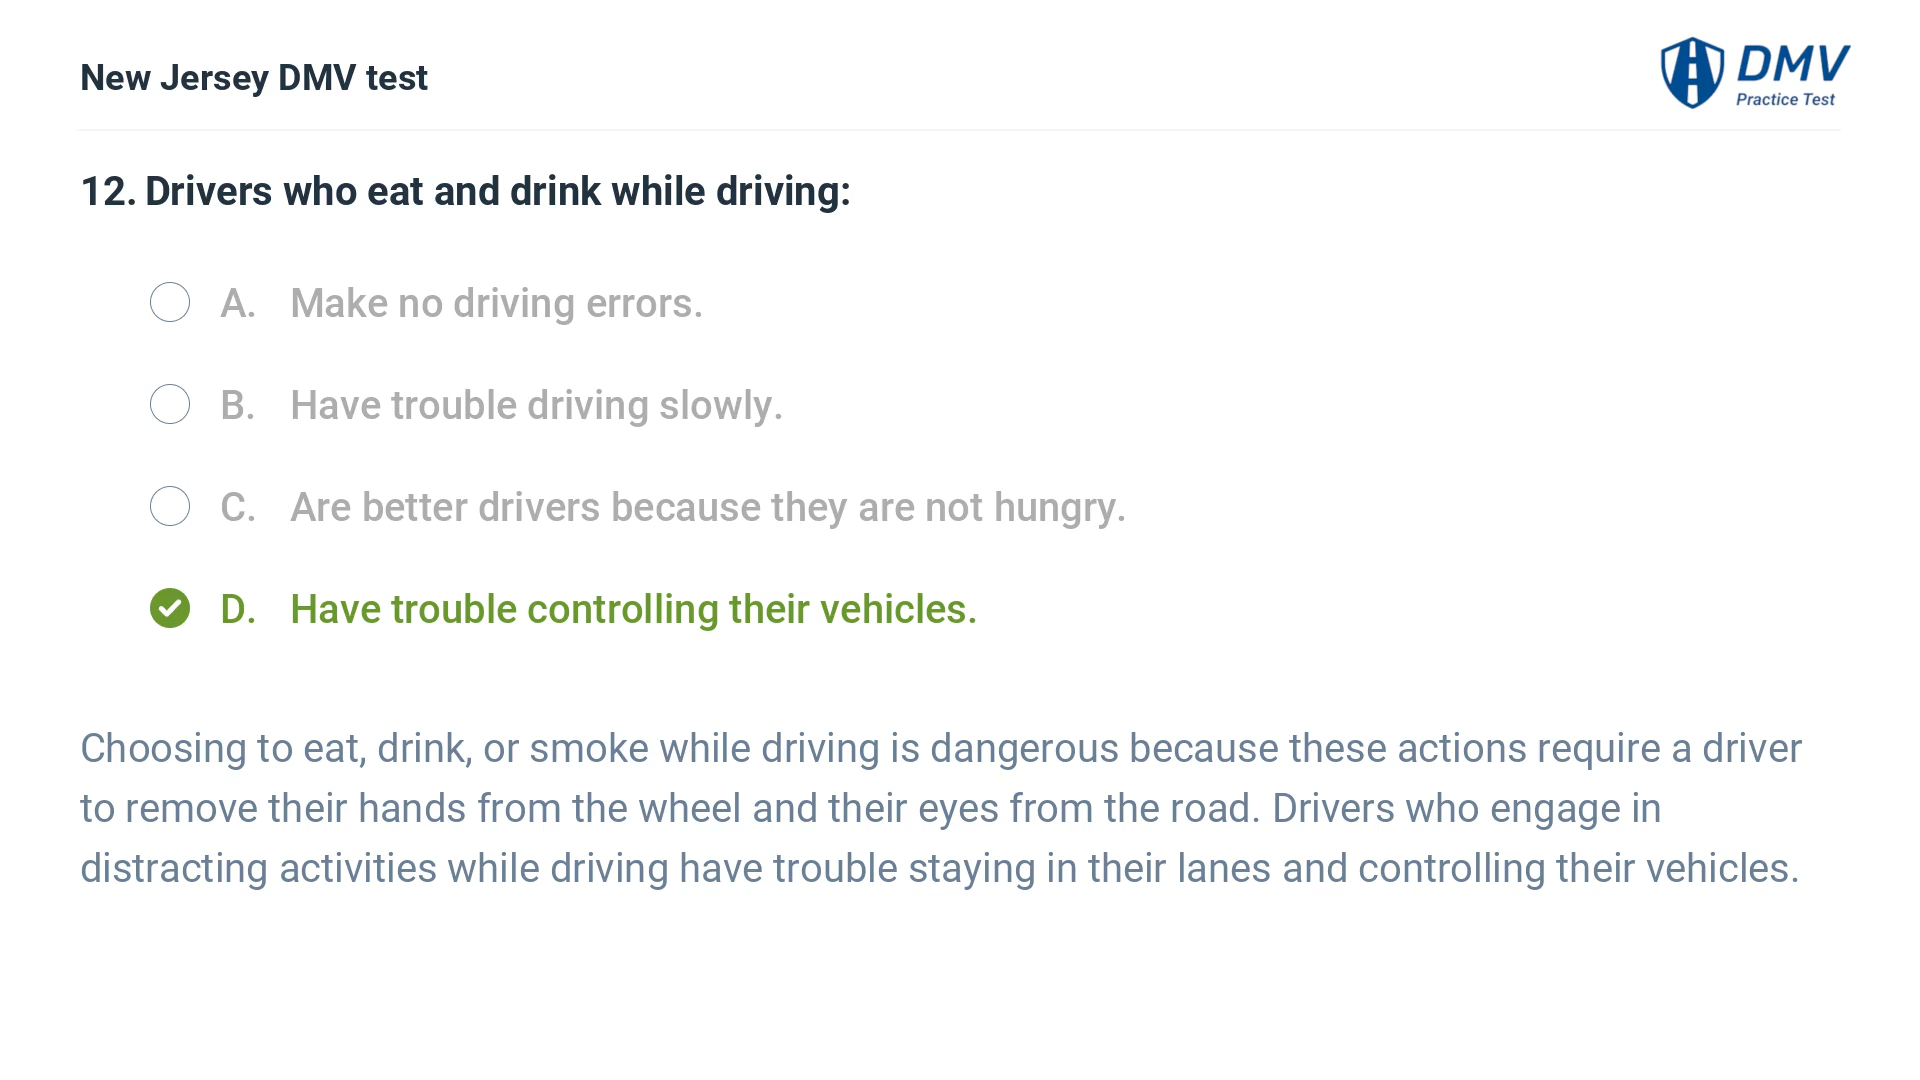 New Jersey DMV test
DMV
Practice Test
12. Drivers who eat and drink while driving:
A. Make no driving errors.
B. Have trouble driving slowly.
C. Are better drivers because they are not hungry.
D. Have trouble controlling their vehicles.
Choosing to eat, drink, or smoke while driving is dangerous because these actions require a driver
to remove their hands from the wheel and their eyes from the road. Drivers who engage in
distracting activities while driving have trouble staying in their lanes and controlling their vehicles.